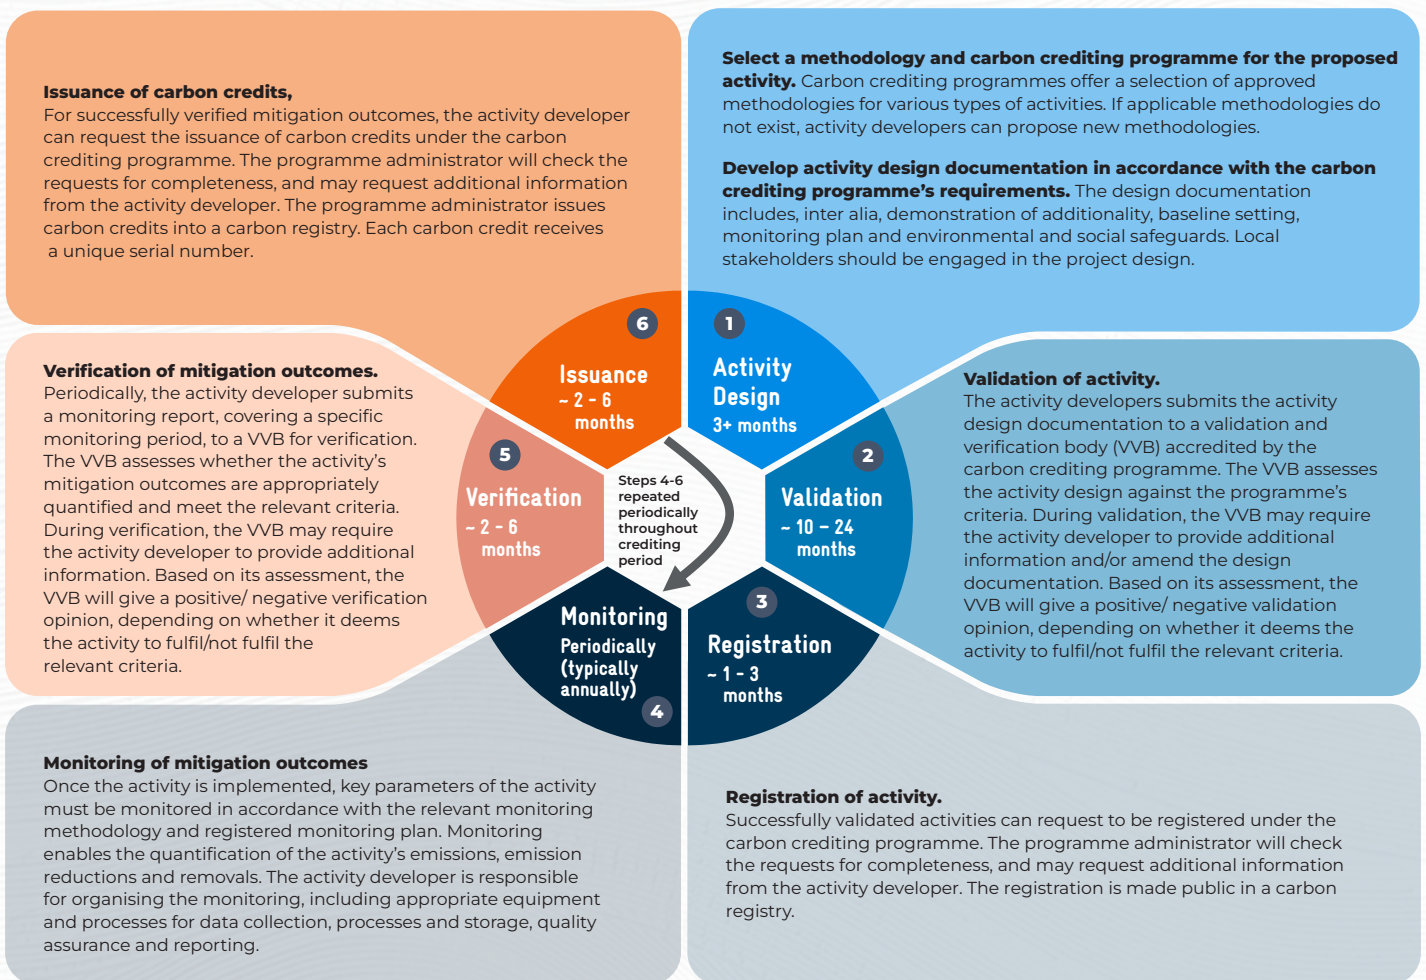 Issuance of carbon credits,
For successfully verified mitigation outcomes, the activity developer
can request the issuance of carbon credits under the carbon
crediting programme. The programme administrator will check the
requests for completeness, and may request additional information
from the activity developer. The programme administrator issues
carbon credits into a carbon registry. Each carbon credit receives
a unique serial number.
Select a methodology and carbon crediting programme for the proposed
activity. Carbon crediting programmes offer a selection of approved
methodologies for various types of activities. If applicable methodologies do
not exist, activity developers can propose new methodologies.
Develop activity design documentation in accordance with the carbon
crediting programme’s requirements. The design documentation
includes, inter alia, demonstration of additionality, baseline setting,
monitoring plan and environmental and social safeguards. Local
stakeholders should be engaged in the project design.
6
Issuance
~ 2 - 6
months
1
Activity
Design
3+ months
Verification of mitigation outcomes.
Periodically, the activity developer submits
a monitoring report, covering a specific
monitoring period, to a VVB for verification.
The VVB assesses whether the activity’s
mitigation outcomes are appropriately
quantified and meet the relevant criteria.
During verification, the VVB may require
the activity developer to provide additional
information. Based on its assessment, the
VVB will give a positive/ negative verification
opinion, depending on whether it deems
the activity to fulfil/not fulfil the
relevant criteria.
5
Verification
~ 2 - 6
months
Steps 4-6
repeated
periodically
throughout
crediting
period
2
Validation
~ 10 - 24
months
Validation of activity.
The activity developers submits the activity
design documentation to a validation and
verification body (VVB) accredited by the
carbon crediting programme. The VVB assesses
the activity design against the programme’s
criteria. During validation, the VVB may require
the activity developer to provide additional
information and/or amend the design
documentation. Based on its assessment, the
VVB will give a positive/ negative validation
opinion, depending on whether it deems the
activity to fulfil/not fulfil the relevant criteria.
Monitoring
Periodically
(typically
annually)
4
3
Registration
~ 1 - 3
months
Monitoring of mitigation outcomes
Once the activity is implemented, key parameters of the activity
must be monitored in accordance with the relevant monitoring
methodology and registered monitoring plan. Monitoring
enables the quantification of the activity’s emissions, emission
reductions and removals. The activity developer is responsible
for organising the monitoring, including appropriate equipment
and processes for data collection, processes and storage, quality
assurance and reporting.
Registration of activity.
Successfully validated activities can request to be registered under the
carbon crediting programme. The programme administrator will check
the requests for completeness, and may request additional information
from the activity developer. The registration is made public in a carbon
registry.